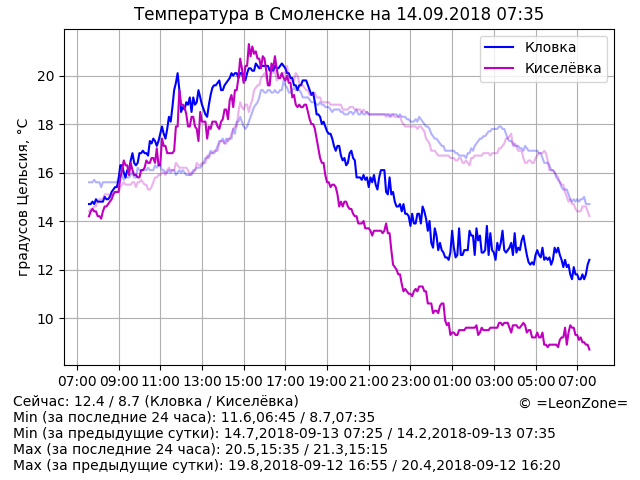 Температура в Смоленске на 14.09.2018 07:35
Кловка
Киселёвка
градусов Цельсия, °C
20
18
16
14
12
10
07:00 09:00 11:00 13:00 15:00 17:00 19:00 21:00 23:00 01:00 03:00 05:00 07:00
Сейчас: 12.4 / 8.7 (Кловка / Киселёвка)
© =LeonZone=
Min (за последние 24 часа): 11.6,06:45 / 8.7,07:35
Min (за предыдущие сутки): 14.7,2018-09-13 07:25 / 14.2,2018-09-13 07:35
Max (за последние 24 часа): 20.5,15:35 / 21.3,15:15
Max (за предыдущие сутки): 19.8,2018-09-12 16:55 / 20.4,2018-09-12 16:20